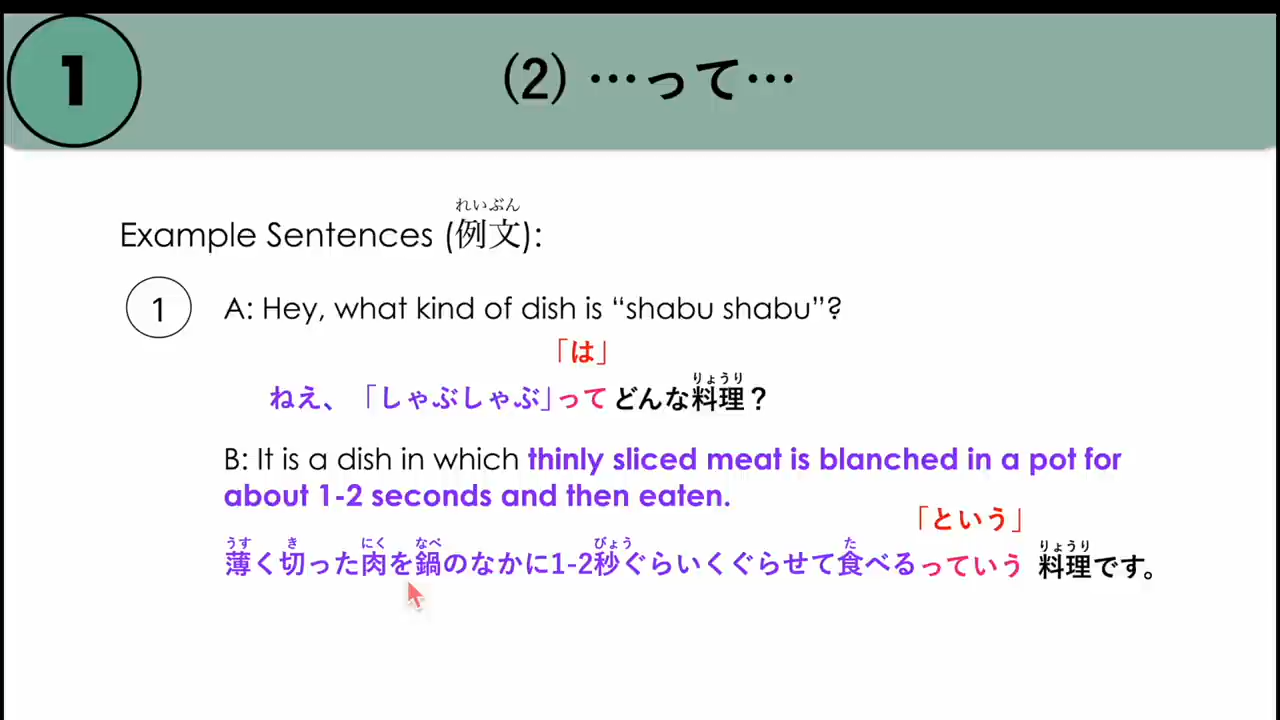 1
(2) …って…
れいぶん
Example Sentences (例文):
1
A: Hey, what kind of dish is “shabu shabu”?
「は」
りょうり
ねえ、「しゃぶしゃぶ」って どんな料理？
B: It is a dish in which thinly sliced meat is blanched in a pot for
about 1-2 seconds and then eaten.
「という」
うす き にく なべ びょう た りょうり
薄く切った肉を鍋のなかに1-2秒ぐらいくぐらせて食べるっていう 料理です。